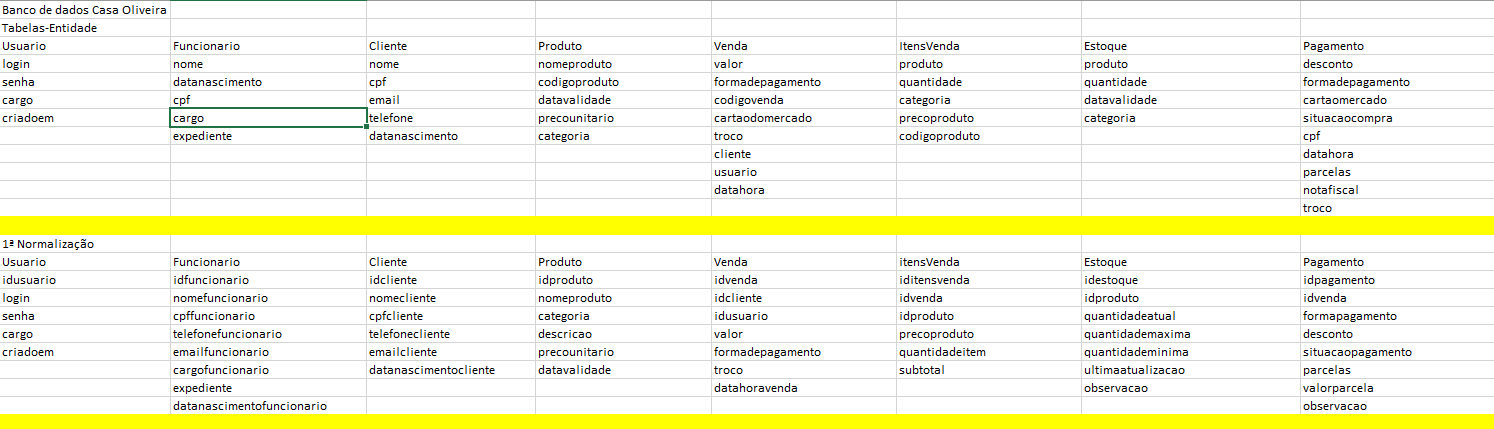 Banco de dados Casa Oliveira
Tabelas-Entidade
Usuario Funcionario Cliente Produto Venda ItensVenda Estoque Pagamento
login nome nome nomeproduto valor produto produto desconto
senha datanascimento cpf codigoproduto formadepagamento quantidade quantidade formadepagamento
cargo cpf email datavalidade codigovenda categoria datavalidade cartaomercado
criadoem cargo telefone precounitario cartaodomercado precoproduto categoria situacaocompra
expediente datanascimento categoria troco codigoproduto cpf
cliente datahora
usuario parcelas
datahora notafiscal
troco
1ª Normalização
Usuario Funcionario Cliente Produto Venda itensVenda Estoque Pagamento
idusuario idfuncionario idcliente idproduto idvenda iditensvenda idestoque idpagamento
login nomefuncionario nomecliente nomeproduto idcliente idvenda idproduto idvenda
senha cpffuncionario cpfcliente categoria idusuario idproduto quantidadeatual formapagamento
cargo telefonefuncionario telefonecliente descricao valor precoproduto quantidademaxima desconto
criadoem emailfuncionario emailcliente precounitario formadepagamento quantidadeitem quantidademinima situacaopagamento
cargofuncionario datanascimentocliente datavalidade troco subtotal ultimaatualizacao parcelas
expediente datahoravenda observacao valorparcela
datanascimentofuncionario observacao